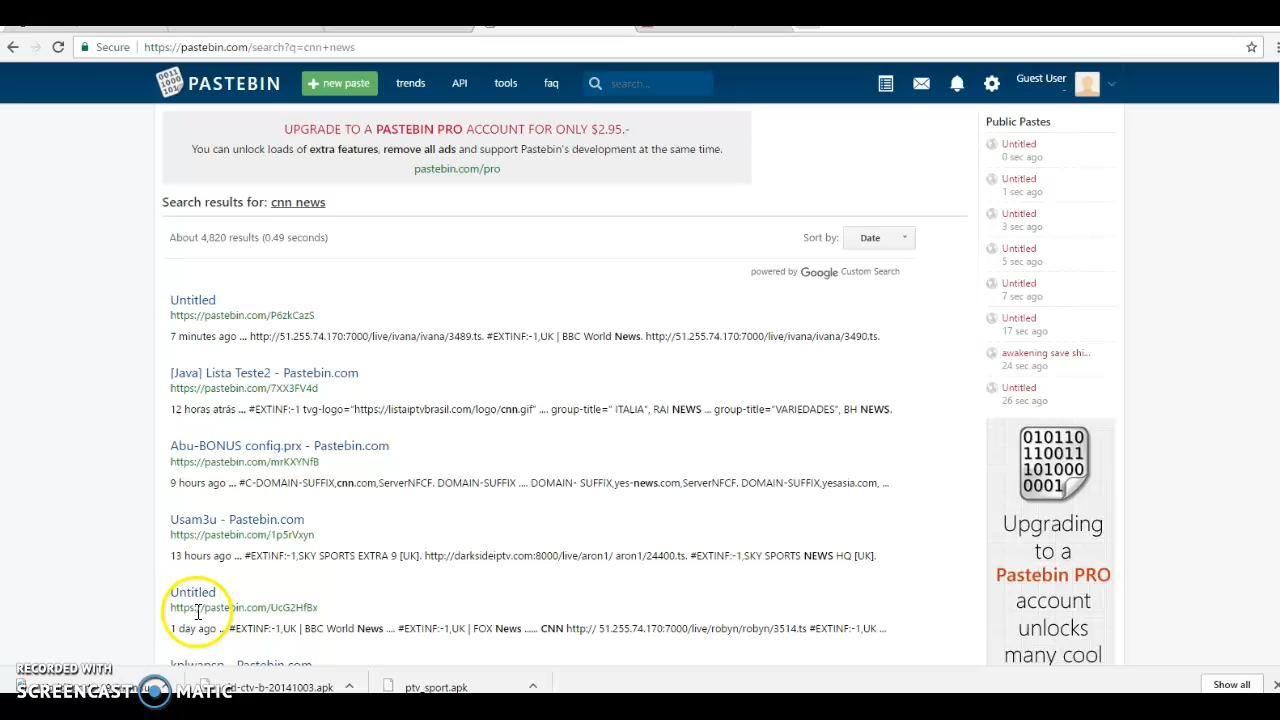 Secure https://pastebin.com/search?q=cnn+news
PASTEBIN
+ new paste
trends
API
tools
faq
search...
Guest User
-
UPGRADE TO A PASTEBIN PRO ACCOUNT FOR ONLY $2.95.-
You can unlock loads of extra features, remove all ads and support Pastebin's development at the same time.
pastebin.com/pro
Search results for: cnn news
About 4,820 results (0.49 seconds)
Sort by: Date
powered by Google Custom Search
Untitled
https://pastebin.com/P6zkCazS
7 minutes ago ... http://51.255.74.170:7000/live/ivana/ivana/3489.ts. #EXTINF:-1,UK | BBC World News. http://51.255.74.170:7000/live/ivana/ivana/3490.ts.
[Java] Lista Teste2 - Pastebin.com
https://pastebin.com/7XX3FV4d
12 horas atrás ... #EXTINF:-1 tvg-logo="https://listaiptvbrasil.com/logo/cnn.gif" .... group-title=" ITALIA", RAI NEWS ... group-title="VARIEDADES", BH NEWS.
Abu-BONUS config.prx - Pastebin.com
https://pastebin.com/mrKXYNfB
9 hours ago ... #C-DOMAIN-SUFFIX,cnn.com,ServerNFCF. DOMAIN-SUFFIX .... DOMAIN- SUFFIX,yes-news.com,ServerNFCF. DOMAIN-SUFFIX,yesasia.com, ...
Usam3u - Pastebin.com
https://pastebin.com/1p5rVxyn
13 hours ago ... #EXTINF:-1,SKY SPORTS EXTRA 9 [UK]. http://darksideiptv.com:8000/live/aron1/ aron1/24400.ts. #EXTINF:-1,SKY SPORTS NEWS HQ [UK].
Untitled
https://pastebin.com/UcG2HfBx
1 day ago ... #EXTINF:-1,UK | BBC World News .... #EXTINF:-1,UK | FOX News ..... CNN http:// 51.255.74.170:7000/live/robyn/robyn/3514.ts #EXTINF:-1,UK ...
Pastebin.com
Public Pastes
Untitled
0 sec ago
Untitled
1 sec ago
Untitled
3 sec ago
Untitled
5 sec ago
Untitled
7 sec ago
Untitled
17 sec ago
awakening save shi...
24 sec ago
Untitled
26 sec ago
010110
110011
101000
0001
Upgrading
to a
Pastebin PRO
account
unlocks
many cool
d-ctv-b-20141003.apk
ptv_sport.apk
Show all
RECORDED WITH
SCREENCAST MATIC